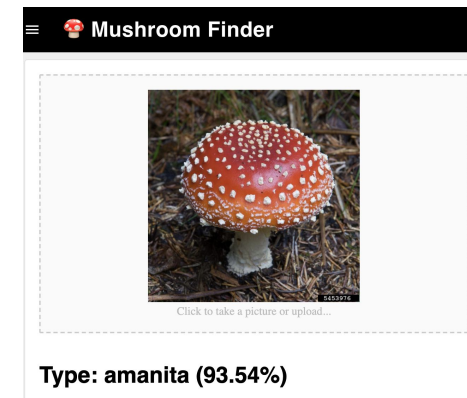 Mushroom Finder
5453976
Click to take a picture or upload...
Type: amanita (93.54%)